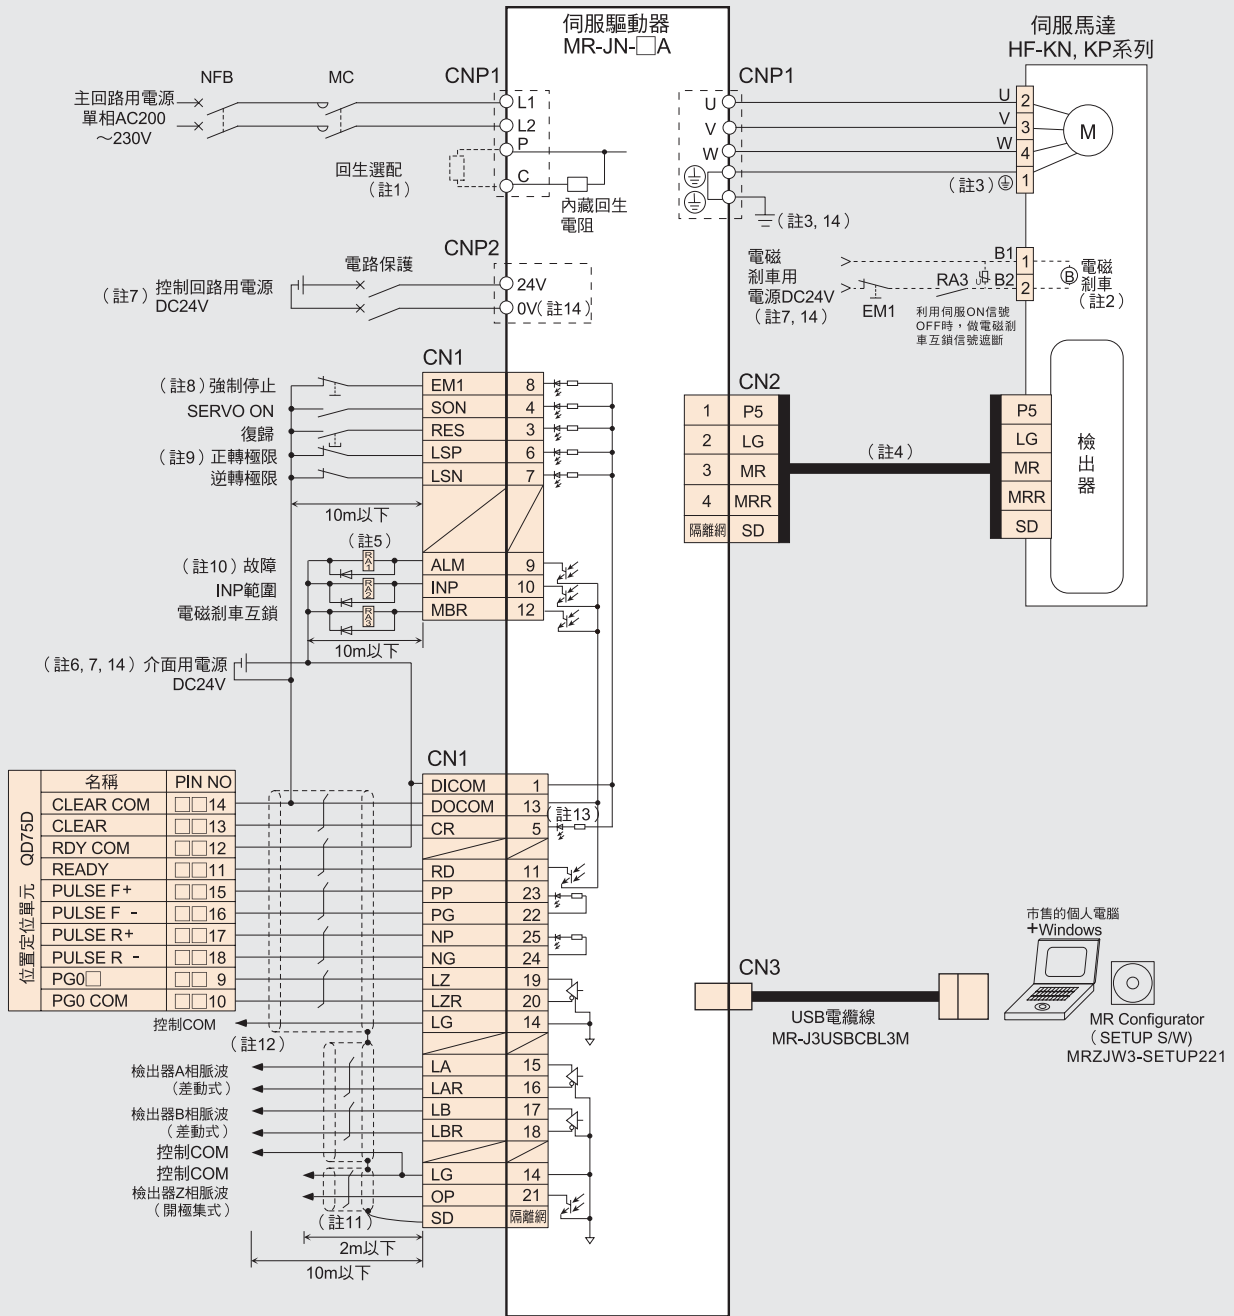 伺服驅動器
MR-JN-□A
伺服馬達
HF-KN, KP系列
NFB
MC
CNP1
主回路用電源
單相AC200
～230V
L1
L2
P
C
回生選配
（註1）
內藏回生
電阻
CNP1
U
V
W
U
V
W
2
3
4
1
M
（註3）
（註3, 14）
CNP2
電路保護
（註7）控制回路用電源
DC24V
24V
0V（註14）
電磁
剎車用
電源DC24V
（註7, 14）
EM1
RA3
U
B1
B2
1
2
B
電磁
剎車
（註2）
利用伺服ON信號
OFF時，做電磁剎
車互鎖信號遮斷
CN1
（註8）強制停止 EM1 8
SERVO ON SON 4
復歸 RES 3
（註9）正轉極限 LSP 6
逆轉極限 LSN 7
10m以下
（註5）
（註10）故障 RA1 ALM 9
INP範圍 RA2 INP 10
電磁剎車互鎖 RA3 MBR 12
10m以下
（註6, 7, 14）介面用電源
DC24V
CN2
1 P5
2 LG
3 MR
4 MRR
隔離網 SD
（註4）
P5
LG
MR
MRR
SD
檢出器
位置定位單元 QD75D
名稱 PIN NO
CLEAR COM □□14
CLEAR □□13
RDY COM □□12
READY □□11
PULSE F+ □□15
PULSE F - □□16
PULSE R+ □□17
PULSE R - □□18
PG0□ □□ 9
PG0 COM □□10
控制COM
（註12）
CN1
DICOM 1
DOCOM 13
（註13）
CR 5
RD 11
PP 23
PG 22
NP 25
NG 24
LZ 19
LZR 20
LG 14
LA 15
LAR 16
LB 17
LBR 18
LG 14
OP 21
SD 隔離網
檢出器A相脈波
（差動式）
檢出器B相脈波
（差動式）
控制COM
控制COM
檢出器Z相脈波
（開極集式）
（註11）
2m以下
10m以下
CN3
USB電纜線
MR-J3USBCBL3M
市售的個人電腦
+Windows
MR Configurator
（SETUP S/W）
MRZJW3-SETUP221